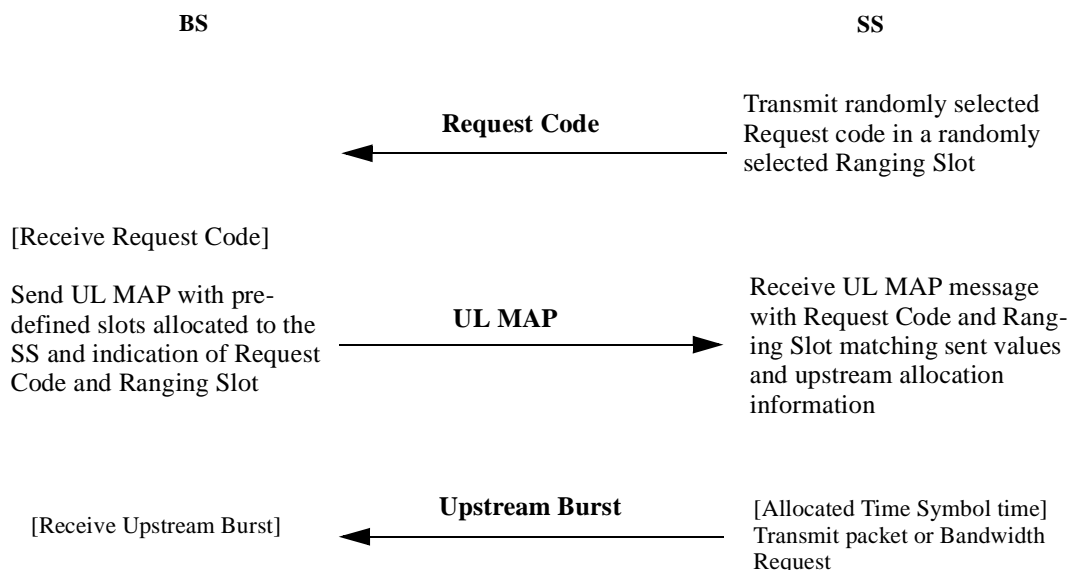 BS
SS
Request Code
Transmit randomly selected
Request code in a randomly
selected Ranging Slot
[Receive Request Code]
Send UL MAP with pre-
defined slots allocated to the
SS and indication of Request
Code and Ranging Slot
UL MAP
Receive UL MAP message
with Request Code and Rang-
ing Slot matching sent values
and upstream allocation
information
Upstream Burst
[Receive Upstream Burst]
[Allocated Time Symbol time]
Transmit packet or Bandwidth
Request